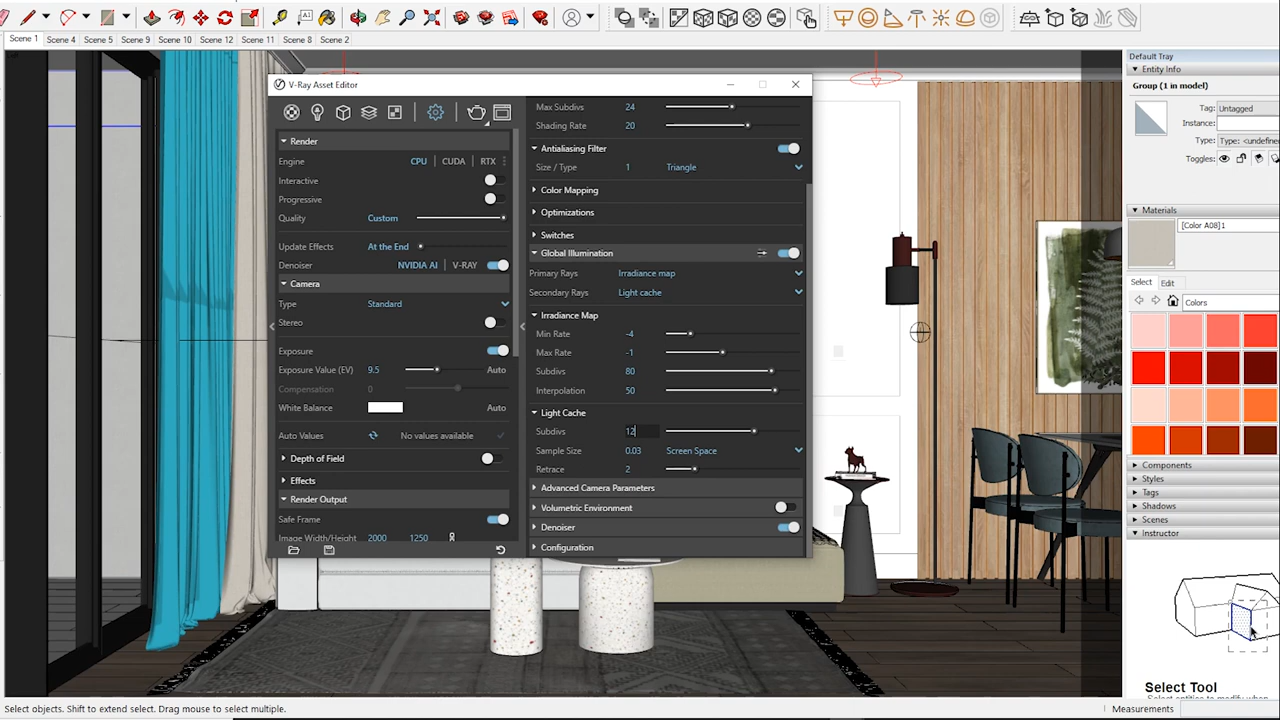 Scene 1
Scene 4
Scene 5
Scene 9
Scene 10
Scene 12
Scene 11
Scene 8
Scene 2
V-Ray Asset Editor
Render
Engine CPU | CUDA | RTX
Interactive
Progressive
Quality Custom
Update Effects At the End
Denoiser NVIDIA AI | V-RAY
Camera
Type Standard
Stereo
Exposure
Exposure Value (EV) 9.5 Auto
Compensation 0
White Balance Auto
Auto Values No values available
Depth of Field
Effects
Render Output
Safe Frame
Image Width/Height 2000 1250
Max Subdivs 24
Shading Rate 20
Antialiasing Filter
Size / Type 1 Triangle
Color Mapping
Optimizations
Switches
Global Illumination
Primary Rays Irradiance map
Secondary Rays Light cache
Irradiance Map
Min Rate -4
Max Rate -1
Subdivs 80
Interpolation 50
Light Cache
Subdivs 12
Sample Size 0.03 Screen Space
Retrace 2
Advanced Camera Parameters
Volumetric Environment
Denoiser
Configuration
Default Tray
Entity Info
Group (1 in model)
Tag: Untagged
Instance:
Type: Type: <undefine
Toggles:
Materials
[Color A08]1
Select Edit
Colors
Components
Styles
Tags
Shadows
Scenes
Instructor
Select Tool
Select objects. Shift to extend select. Drag mouse to select multiple.
Measurements